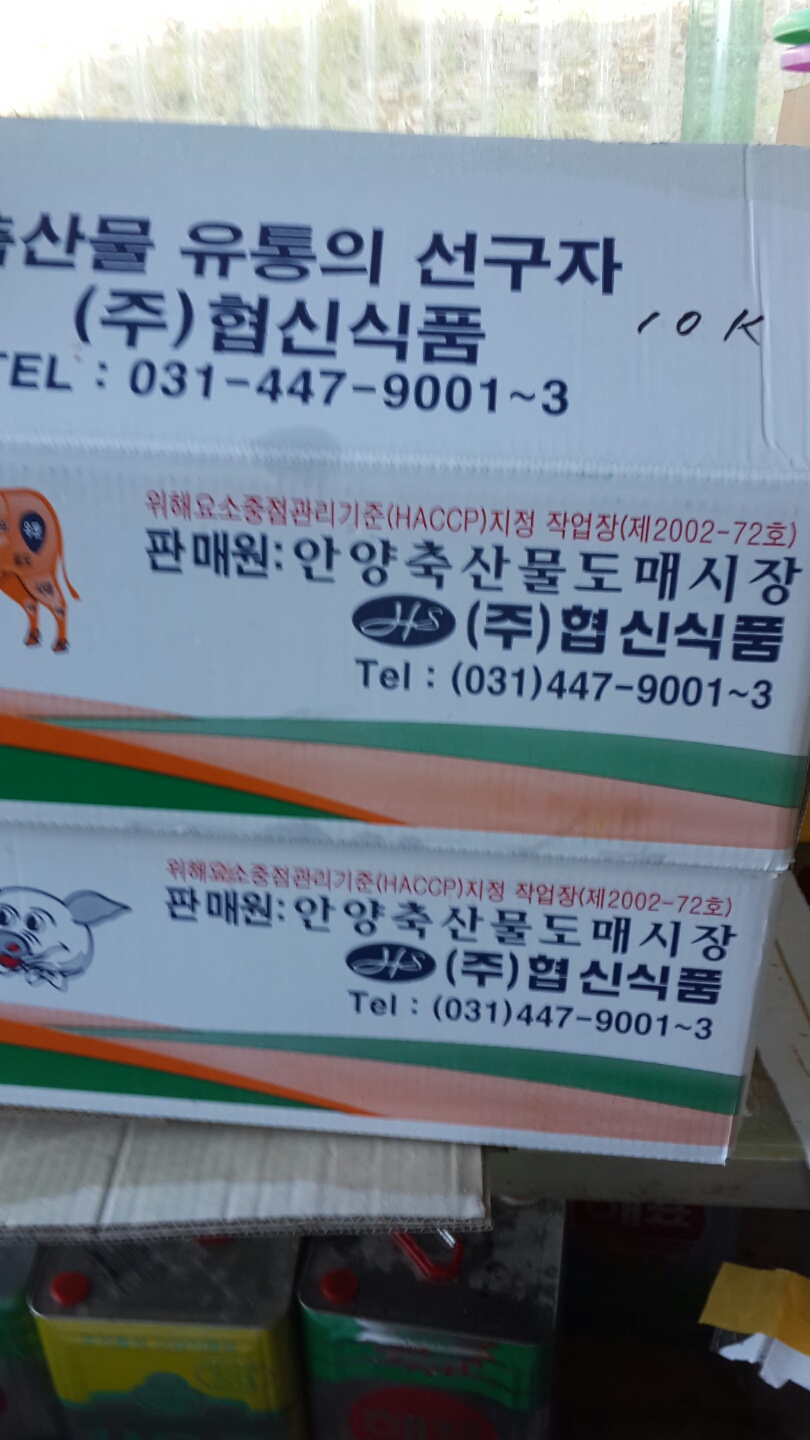 축산물 유통의 선구자
(주)협신식품
10K
TEL : 031-447-9001~3
위해요소중점관리기준(HACCP)지정 작업장(제2002-72호)
판매원: 안양축산물도매시장
HS (주)협신식품
Tel : (031)447-9001~3
위해요소중점관리기준(HACCP)지정 작업장(제2002-72호)
판매원: 안양축산물도매시장
HS (주)협신식품
Tel : (031)447-9001~3